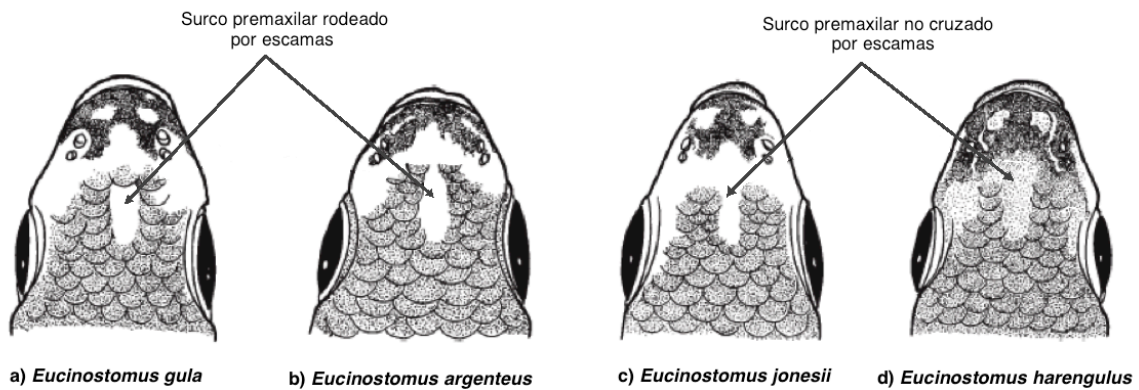 Surco premaxilar rodeado
por escamas
Surco premaxilar no cruzado
por escamas
a) Eucinostomus gula
b) Eucinostomus argenteus
c) Eucinostomus jonesii
d) Eucinostomus harengulus